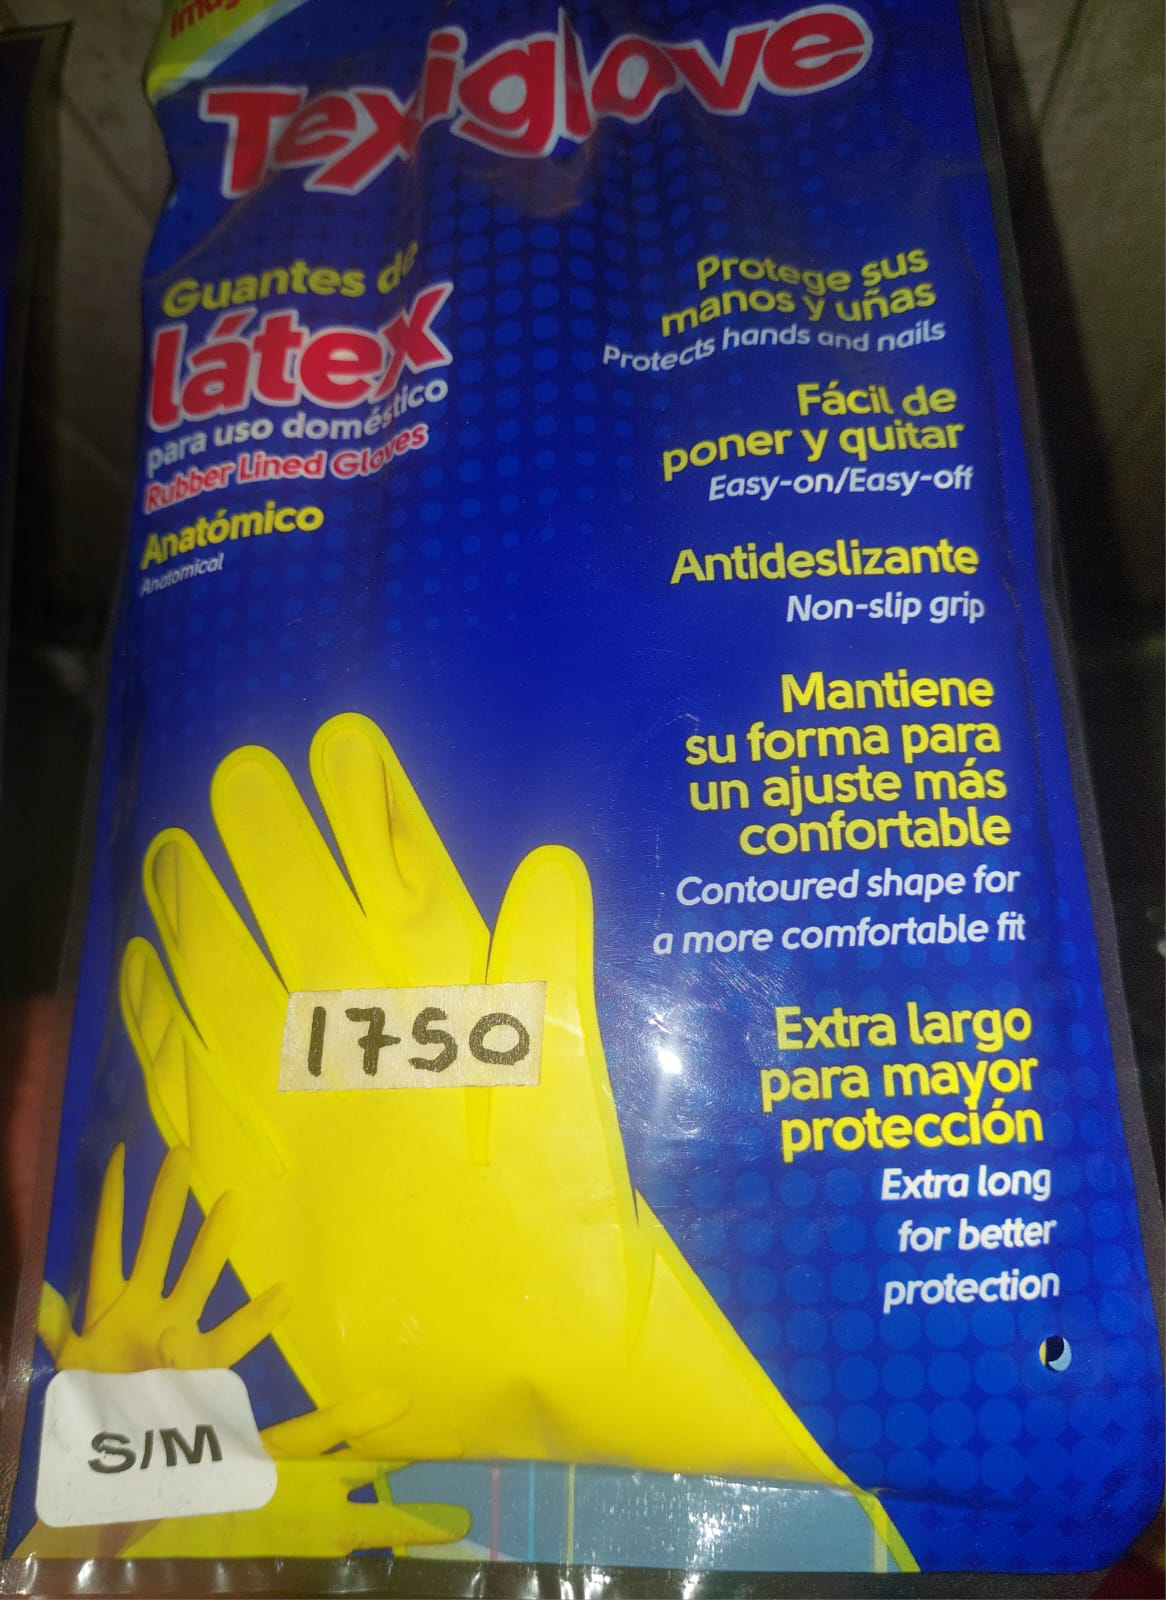 Texiglove
Guantes de
látex
para uso doméstico
Rubber Lined Gloves
Anatómico
Anatomical
Protege sus
manos y uñas
Protects hands and nails
Fácil de
poner y quitar
Easy-on/Easy-off
Antideslizante
Non-slip grip
Mantiene
su forma para
un ajuste más
confortable
Contoured shape for
a more comfortable fit
Extra largo
para mayor
protección
Extra long
for better
protection
1750
S/M